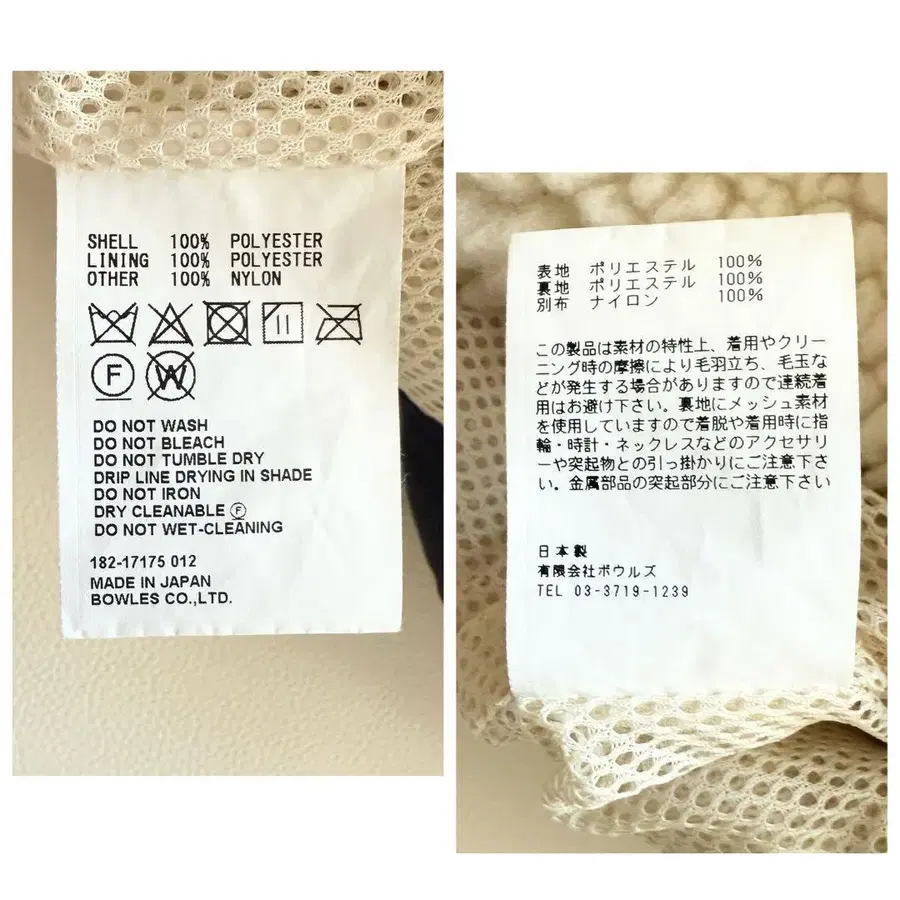 SHELL 100% POLYESTER
LINING 100% POLYESTER
OTHER 100% NYLON
F W
DO NOT WASH
DO NOT BLEACH
DO NOT TUMBLE DRY
DRIP LINE DRYING IN SHADE
DO NOT IRON
DRY CLEANABLE Ⓕ
DO NOT WET-CLEANING
182-17175 012
MADE IN JAPAN
BOWLES CO.,LTD.
表地 ポリエステル 100%
裏地 ポリエステル 100%
別布 ナイロン 100%
この製品は素材の特性上、着用やクリー
ニング時の摩擦により毛羽立ち、毛玉な
どが発生する場合がありますので連続着
用はお避け下さい。裏地にメッシュ素材
を使用していますので着脱や着用時に指
輪・時計・ネックレスなどのアクセサリ
ーや突起物との引っ掛かりにご注意下さ
い。金属部品の突起部分にご注意下さい
日本製
有限会社ボウルズ
TEL 03-3719-1239